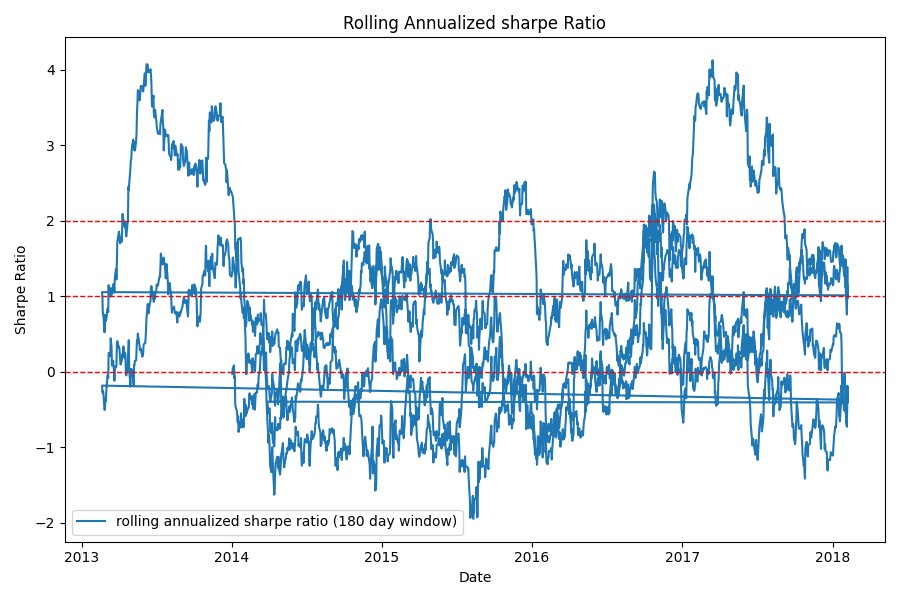 Rolling Annualized sharpe Ratio
Sharpe Ratio
4
3
2
1
0
−1
−2
rolling annualized sharpe ratio (180 day window)
2013 2014 2015 2016 2017 2018
Date